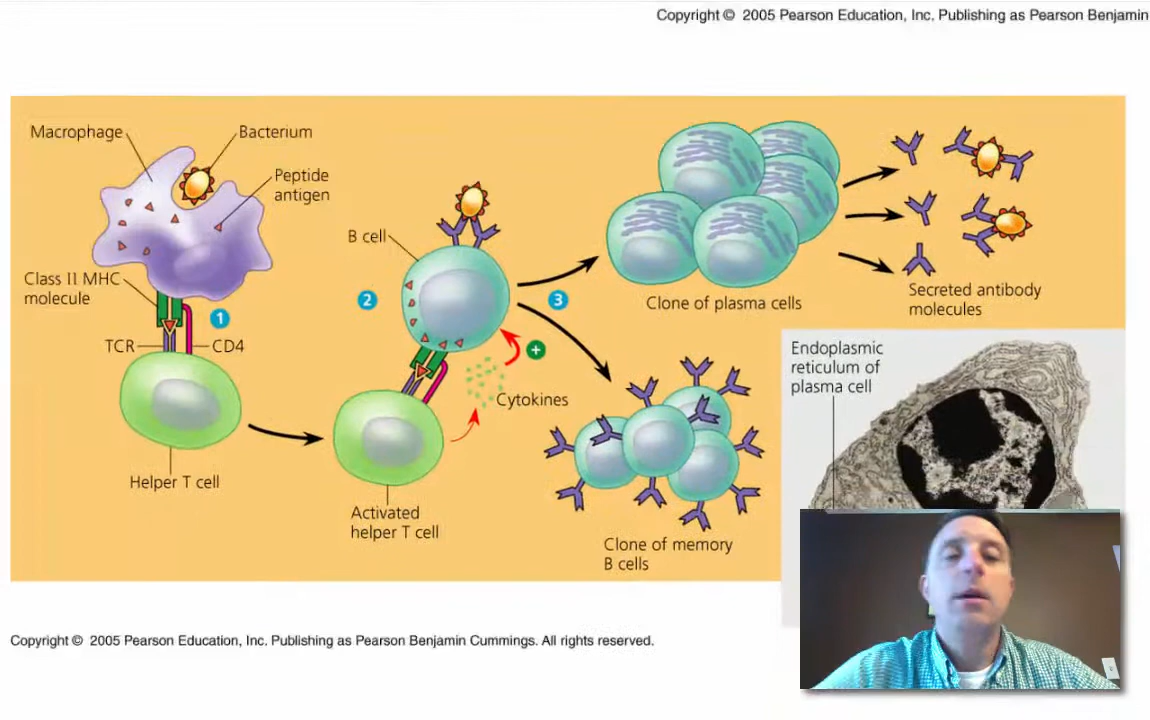 Copyright © 2005 Pearson Education, Inc. Publishing as Pearson Benjamin
Macrophage
Bacterium
Peptide
antigen
Class II MHC
molecule
1
TCR
CD4
Helper T cell
B cell
2
3
+
Cytokines
Activated
helper T cell
Clone of plasma cells
Secreted antibody
molecules
Clone of memory
B cells
Endoplasmic
reticulum of
plasma cell
Copyright © 2005 Pearson Education, Inc. Publishing as Pearson Benjamin Cummings. All rights reserved.